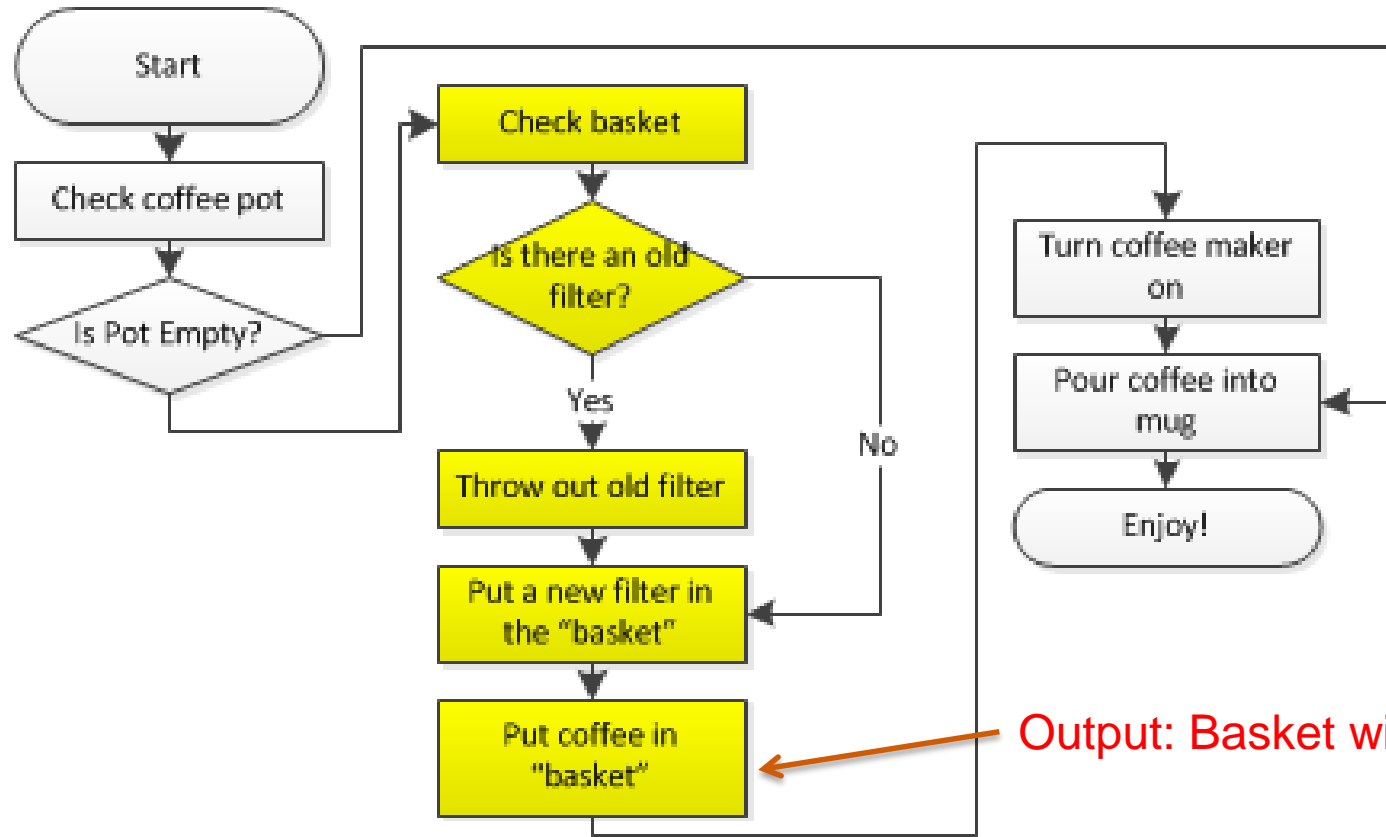 Start
Check coffee pot
Is Pot Empty?
Check basket
Is there an old
filter?
Yes
No
Throw out old filter
Put a new filter in
the “basket”
Put coffee in
“basket”
Turn coffee maker
on
Pour coffee into
mug
Enjoy!
Output: Basket